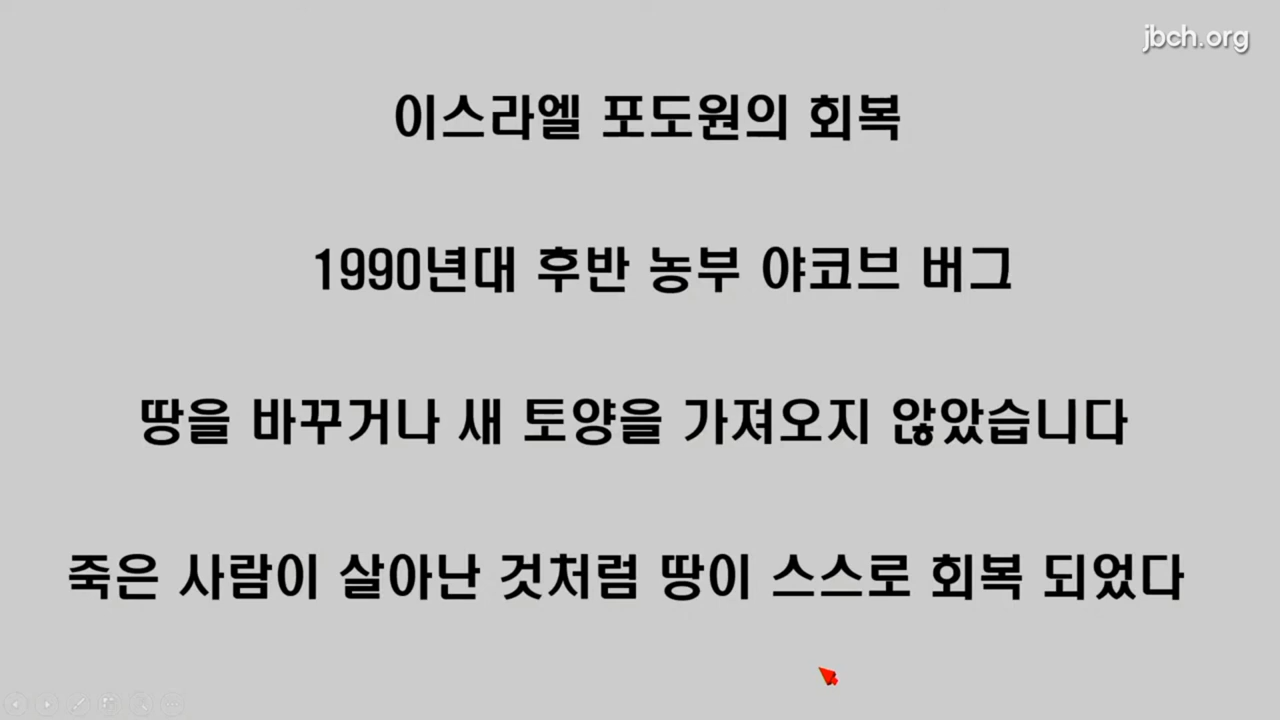 jbch.org
이스라엘 포도원의 회복
1990년대 후반 농부 야코브 버그
땅을 바꾸거나 새 토양을 가져오지 않았습니다
죽은 사람이 살아난 것처럼 땅이 스스로 회복 되었다